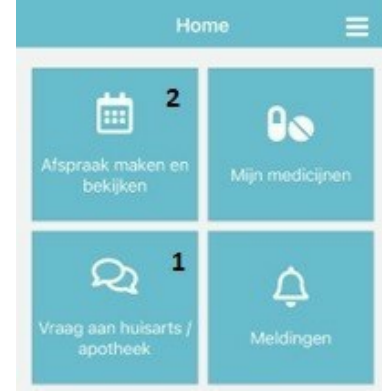 Home
2
Afspraak maken en
bekijken
Mijn medicijnen
1
Vraag aan huisarts /
apotheek
Meldingen